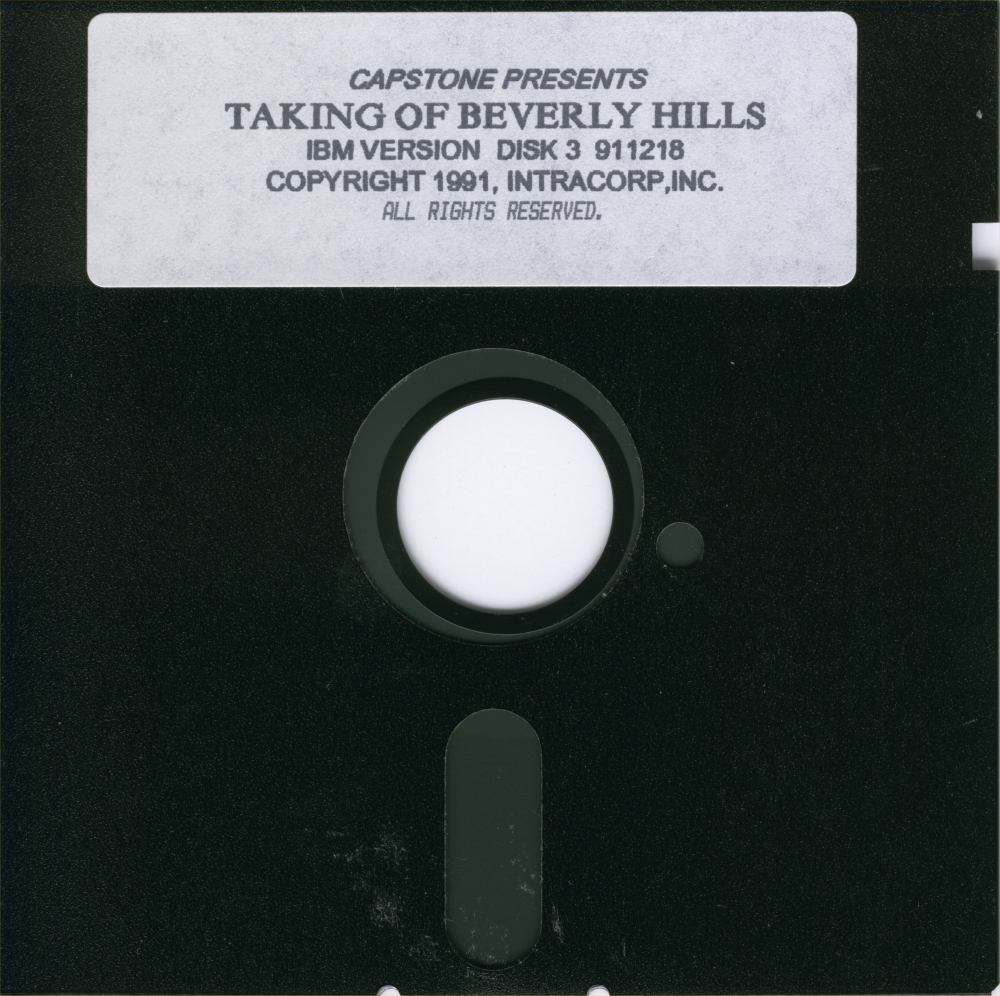 CAPSTONE PRESENTS
TAKING OF BEVERLY HILLS
IBM VERSION DISK 3 911218
COPYRIGHT 1991, INTRACORP,INC.
ALL RIGHTS RESERVED.